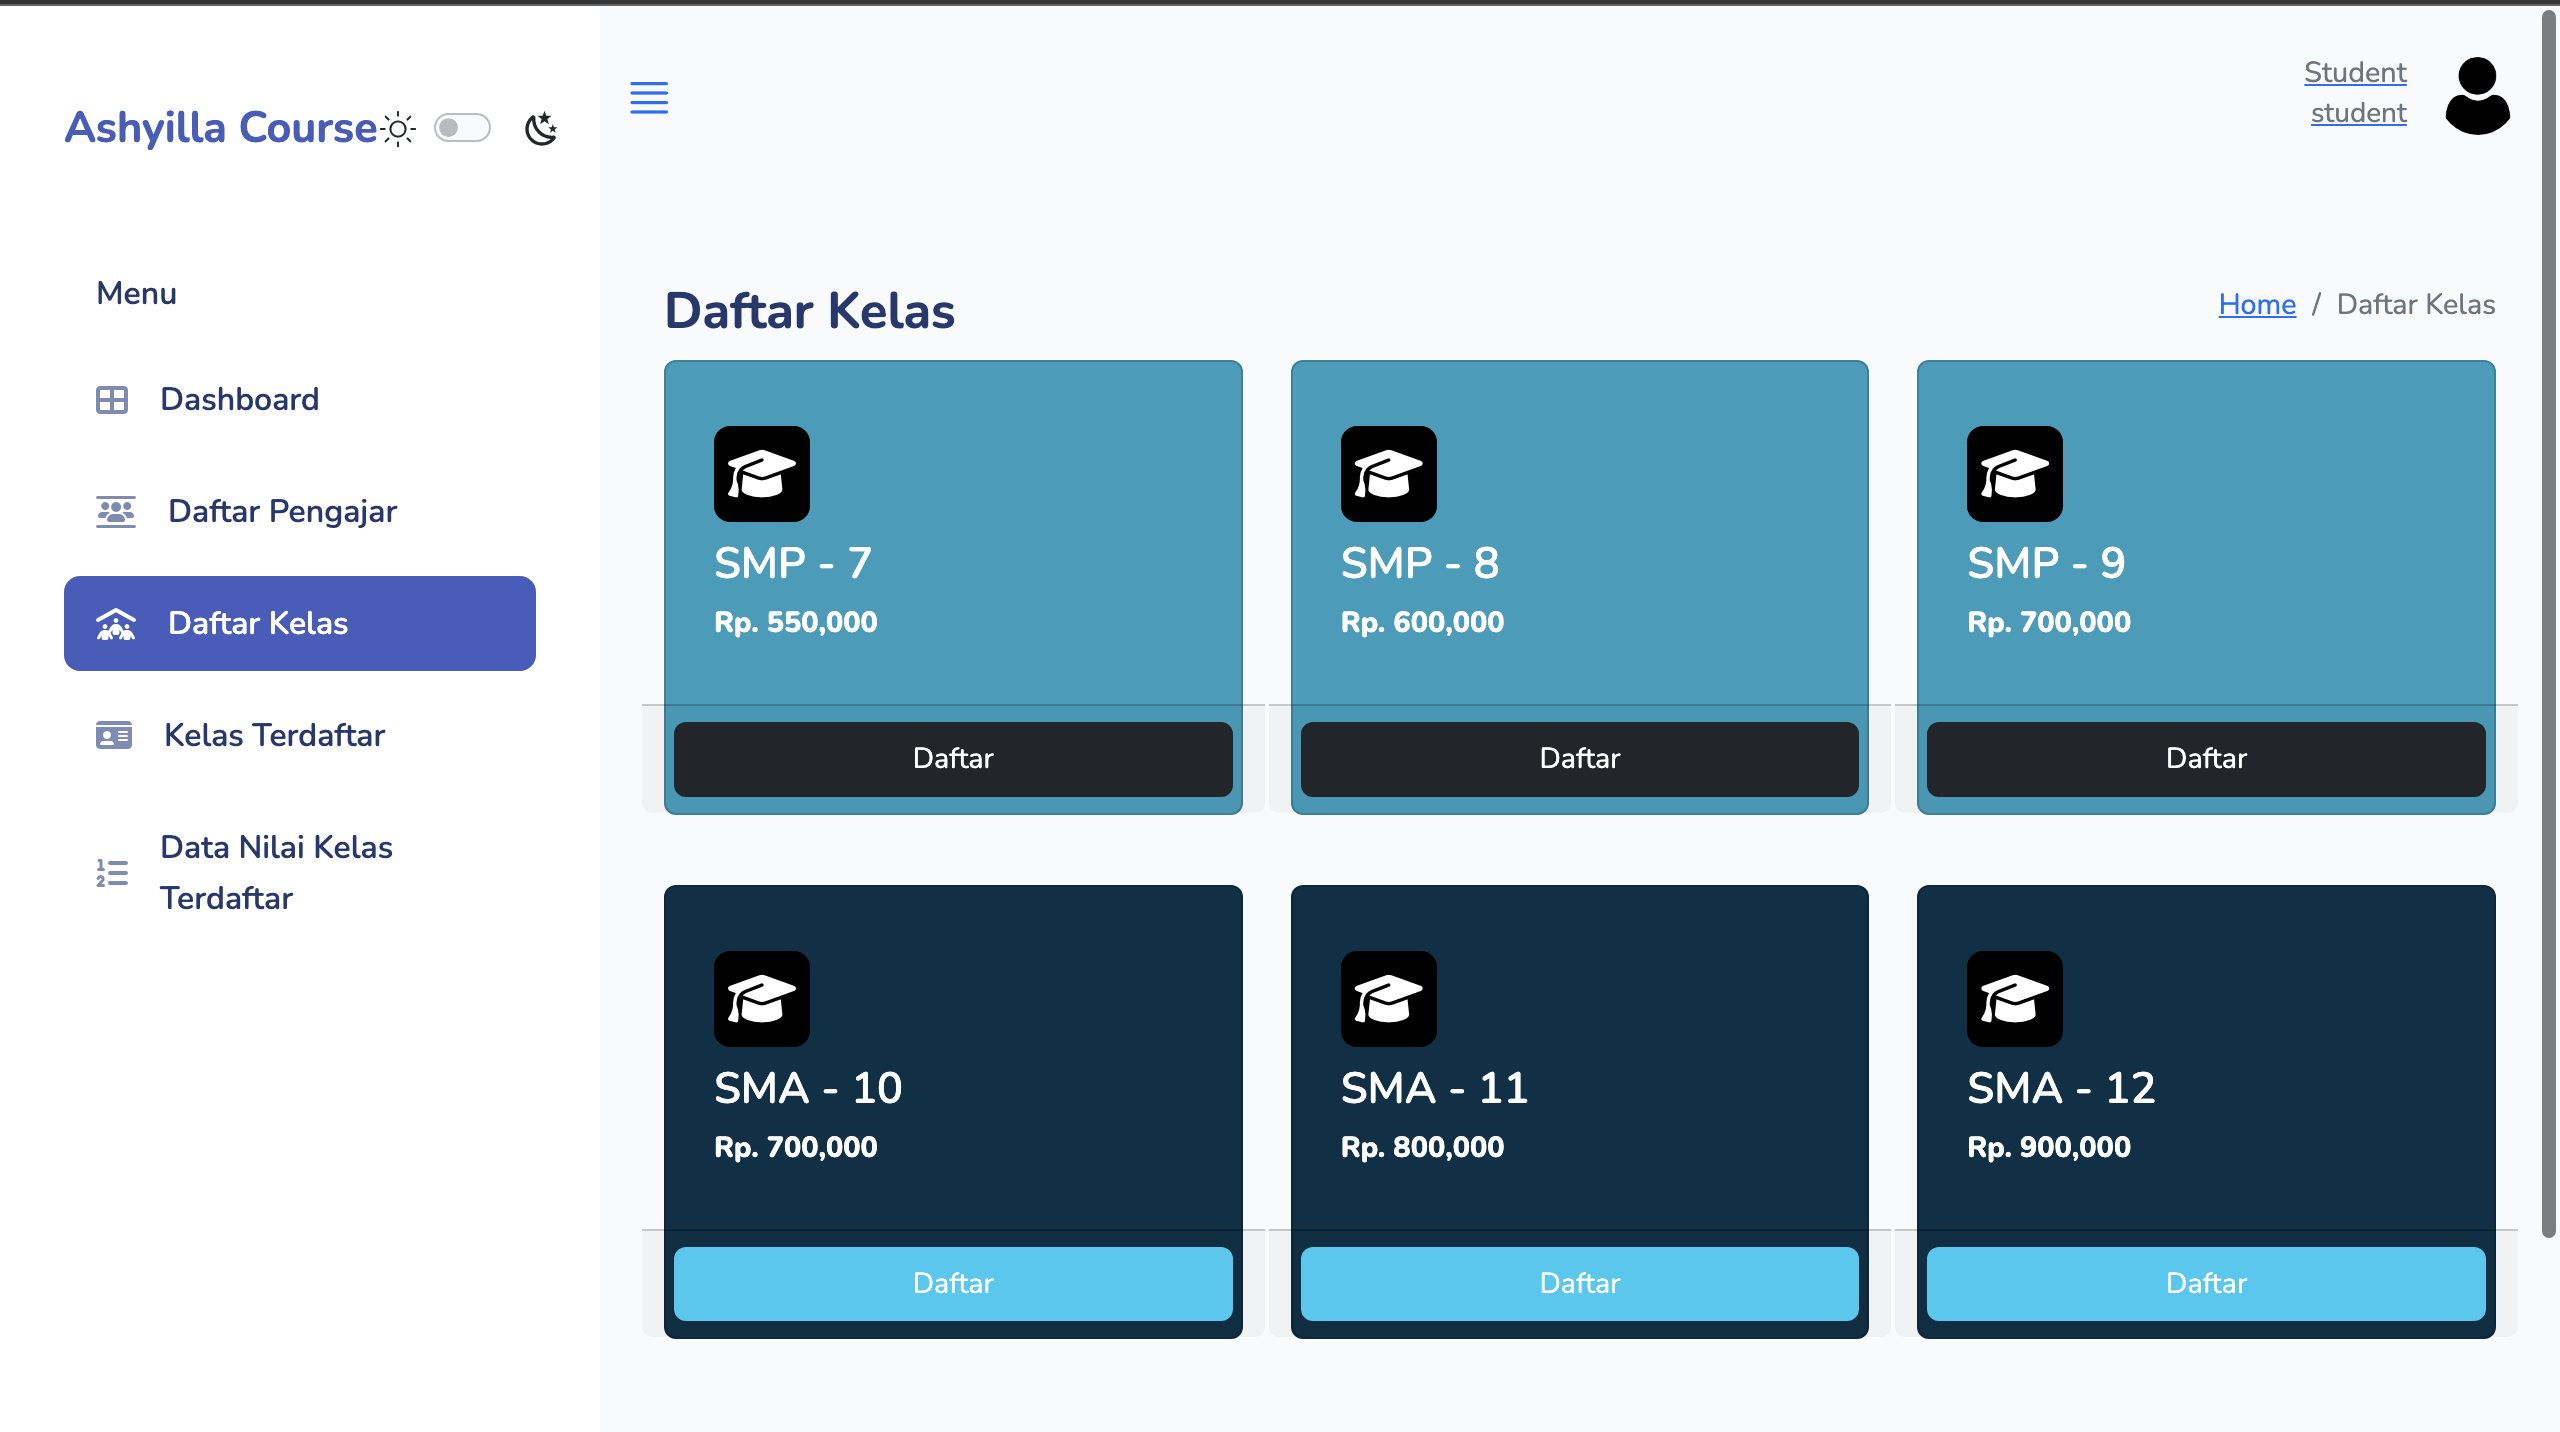 Ashyilla Course
Student
student
Menu
Dashboard
Daftar Pengajar
Daftar Kelas
Kelas Terdaftar
Data Nilai Kelas
Terdaftar
Daftar Kelas
Home / Daftar Kelas
SMP - 7
Rp. 550,000
Daftar
SMP - 8
Rp. 600,000
Daftar
SMP - 9
Rp. 700,000
Daftar
SMA - 10
Rp. 700,000
Daftar
SMA - 11
Rp. 800,000
Daftar
SMA - 12
Rp. 900,000
Daftar